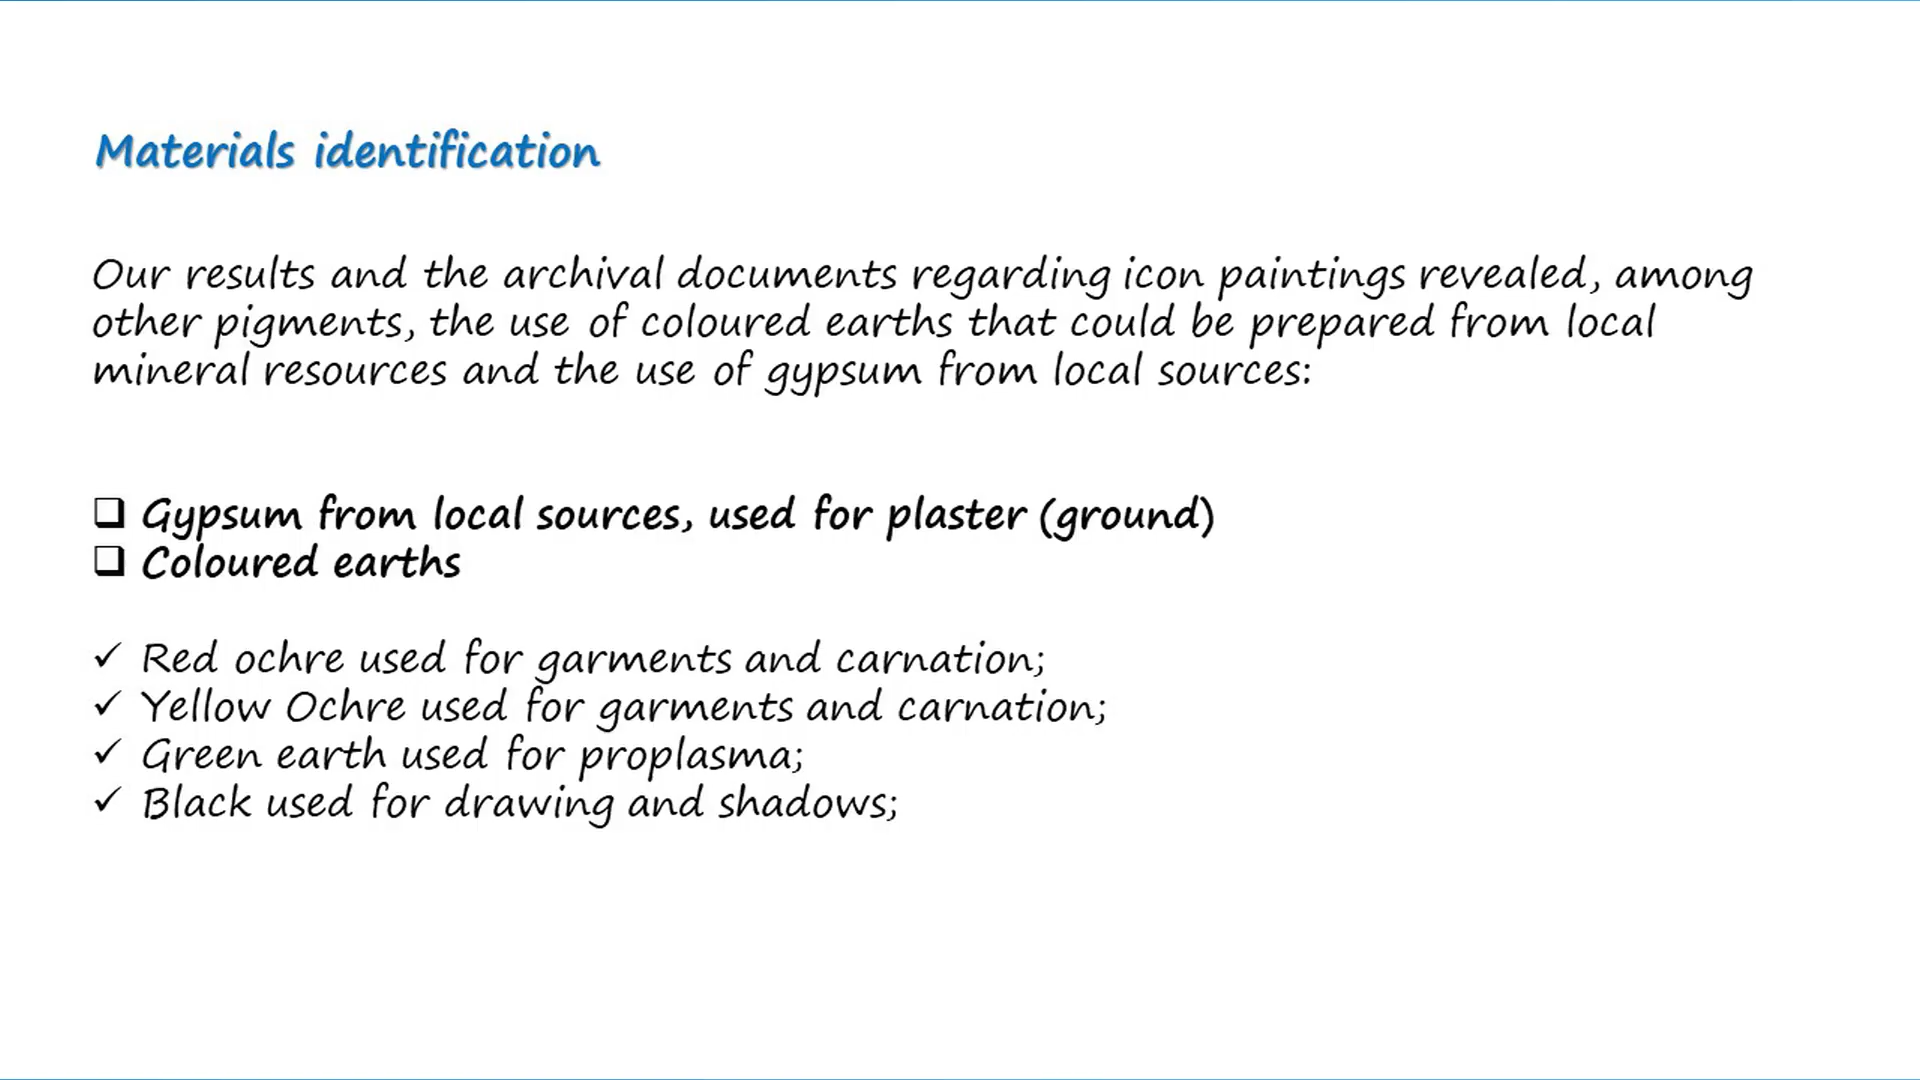 Materials identification
Our results and the archival documents regarding icon paintings revealed, among
other pigments, the use of coloured earths that could be prepared from local
mineral resources and the use of gypsum from local sources:
❑ Gypsum from local sources, used for plaster (ground)
❑ Coloured earths
✓ Red ochre used for garments and carnation;
✓ Yellow Ochre used for garments and carnation;
✓ Green earth used for proplasma;
✓ Black used for drawing and shadows;